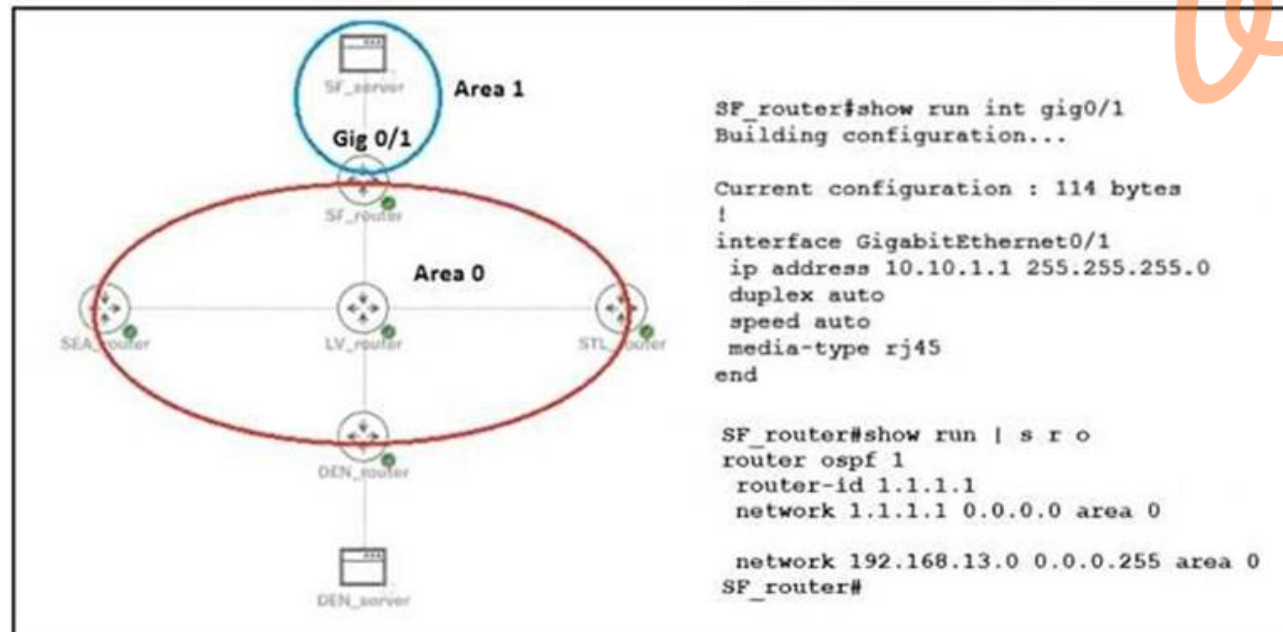 SF_server
Area 1
Gig 0/1
SF_router
Area 0
SEA_router
LV_router
STL_router
DEN_router
DEN_server
SF_router#show run int gig0/1
Building configuration...
Current configuration : 114 bytes
!
interface GigabitEthernet0/1
ip address 10.10.1.1 255.255.255.0
duplex auto
speed auto
media-type rj45
end
SF_router#show run | s r o
router ospf 1
router-id 1.1.1.1
network 1.1.1.1 0.0.0.0 area 0
network 192.168.13.0 0.0.0.255 area 0
SF_router#